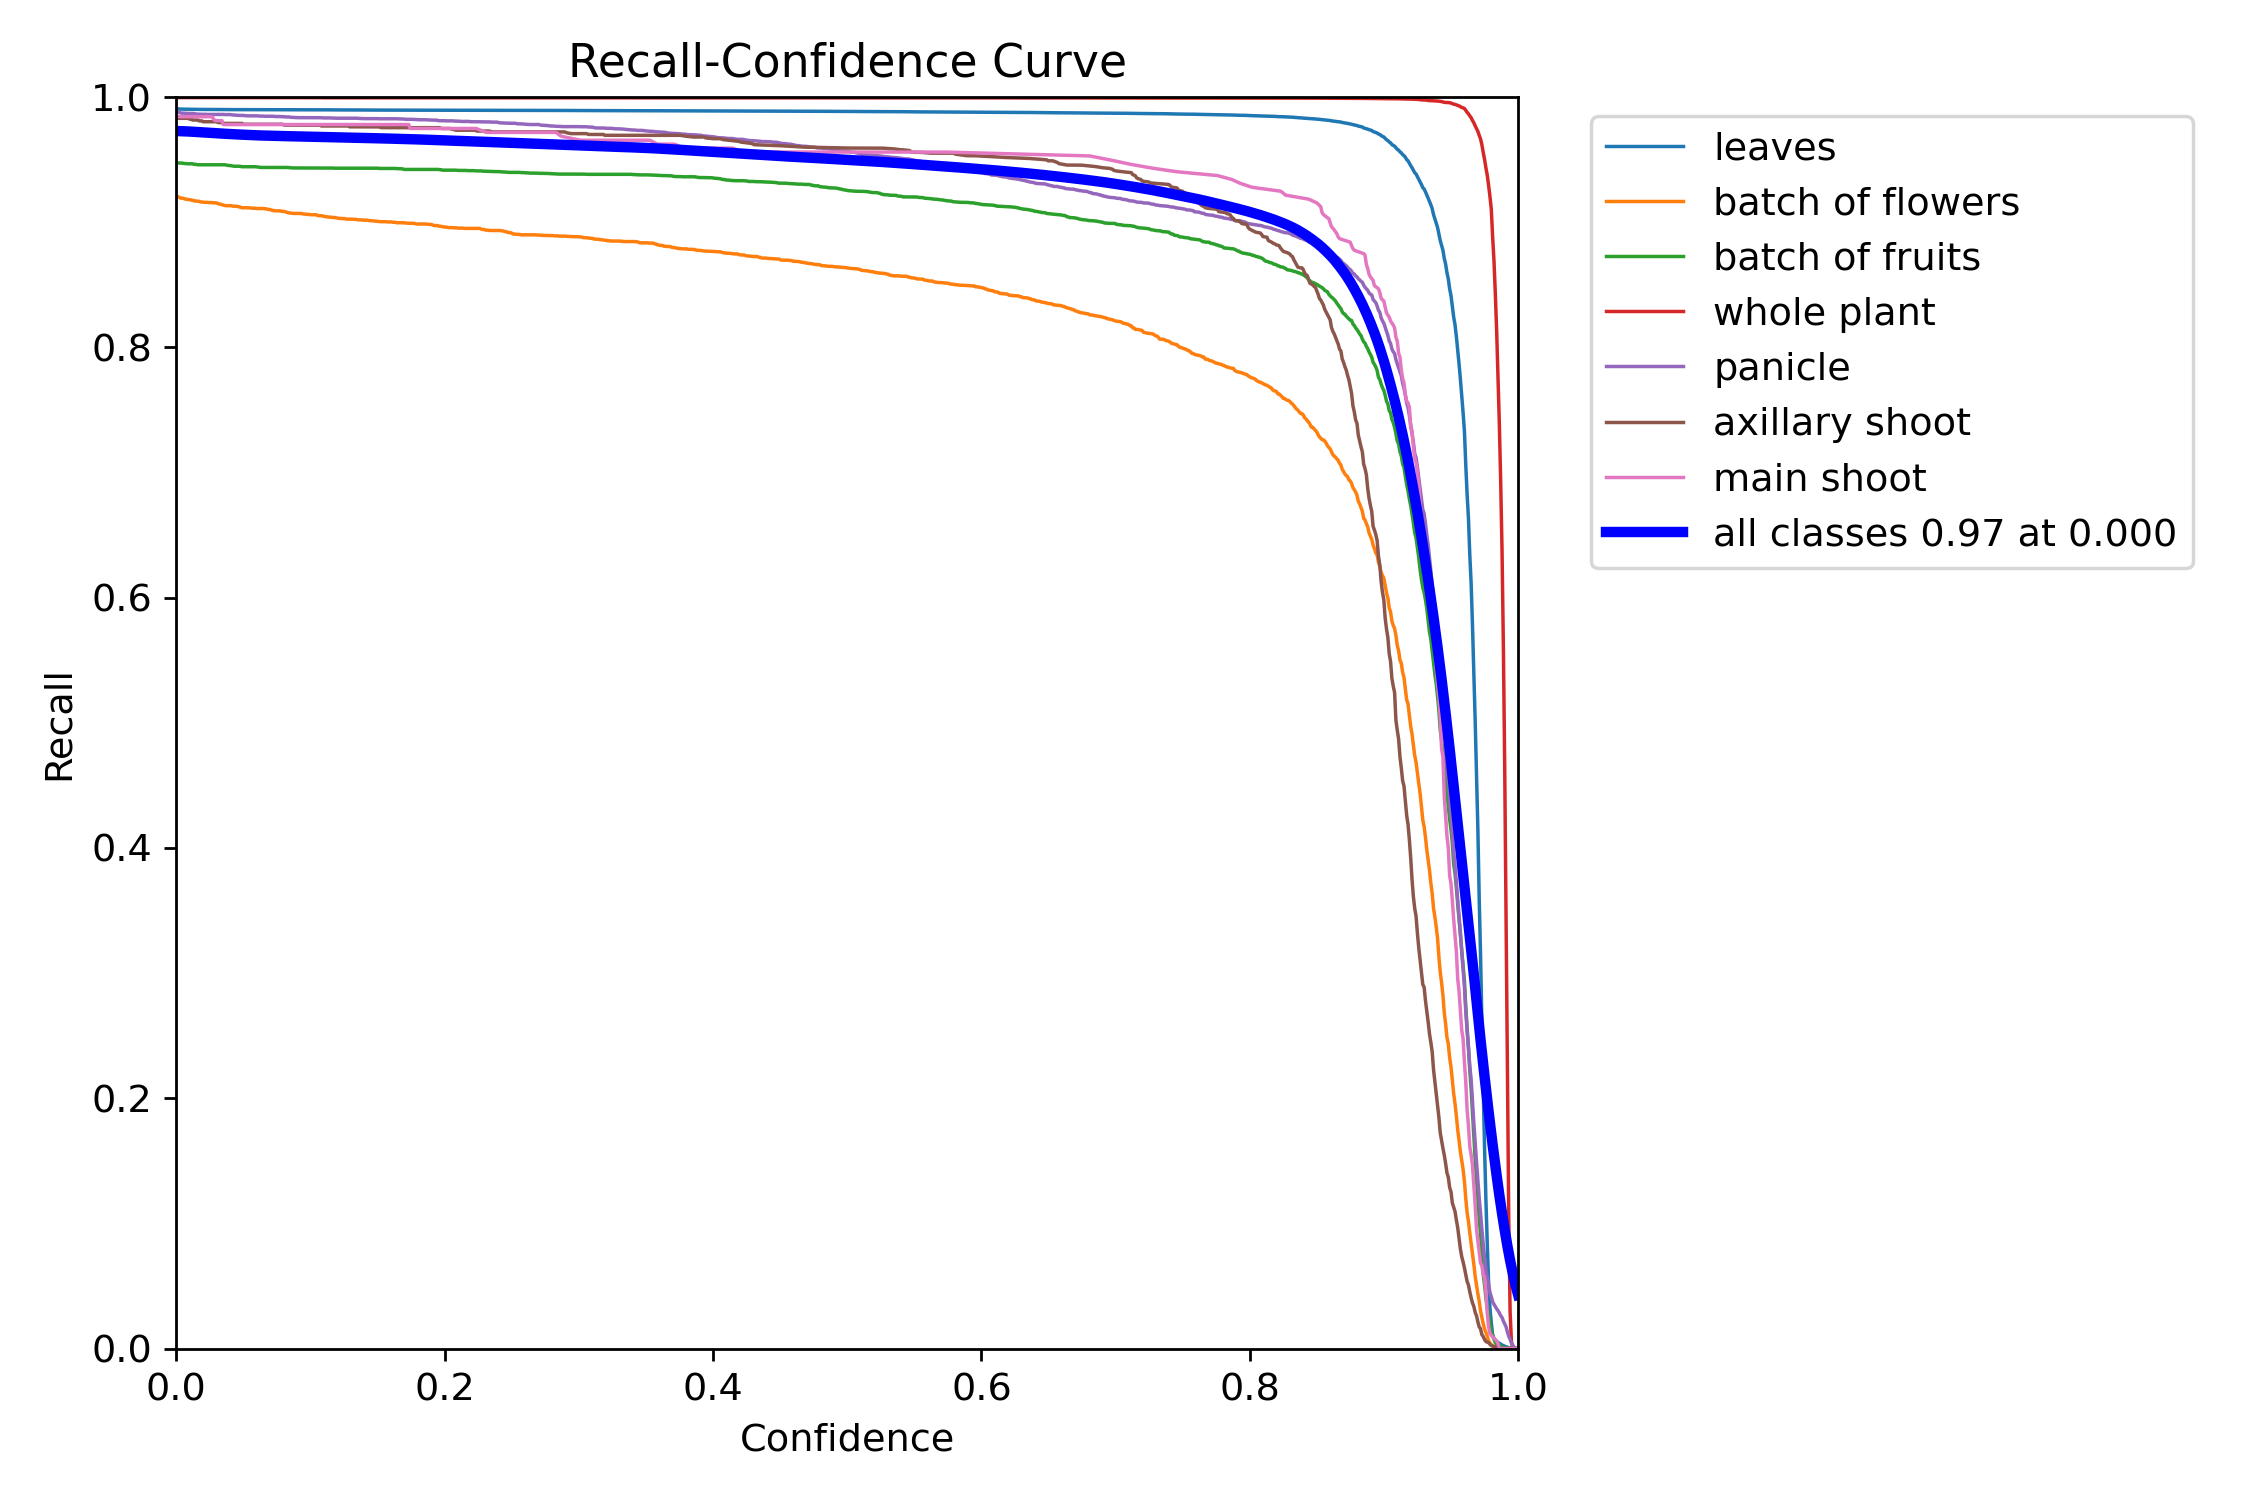 Recall-Confidence Curve
1.0
0.8
0.6
0.4
0.2
0.0
Recall
0.0 0.2 0.4 0.6 0.8 1.0
Confidence
leaves
batch of flowers
batch of fruits
whole plant
panicle
axillary shoot
main shoot
all classes 0.97 at 0.000